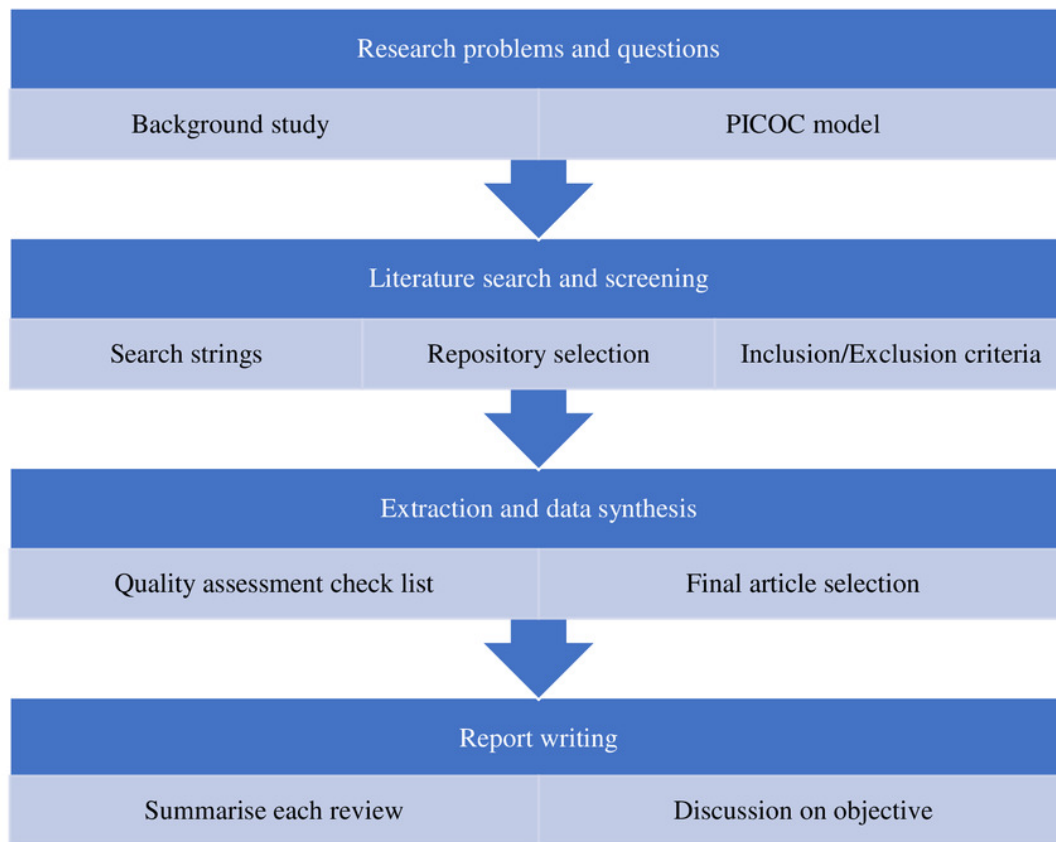 Research problems and questions
Background study
PICOC model
Literature search and screening
Search strings
Repository selection
Inclusion/Exclusion criteria
Extraction and data synthesis
Quality assessment check list
Final article selection
Report writing
Summarise each review
Discussion on objective